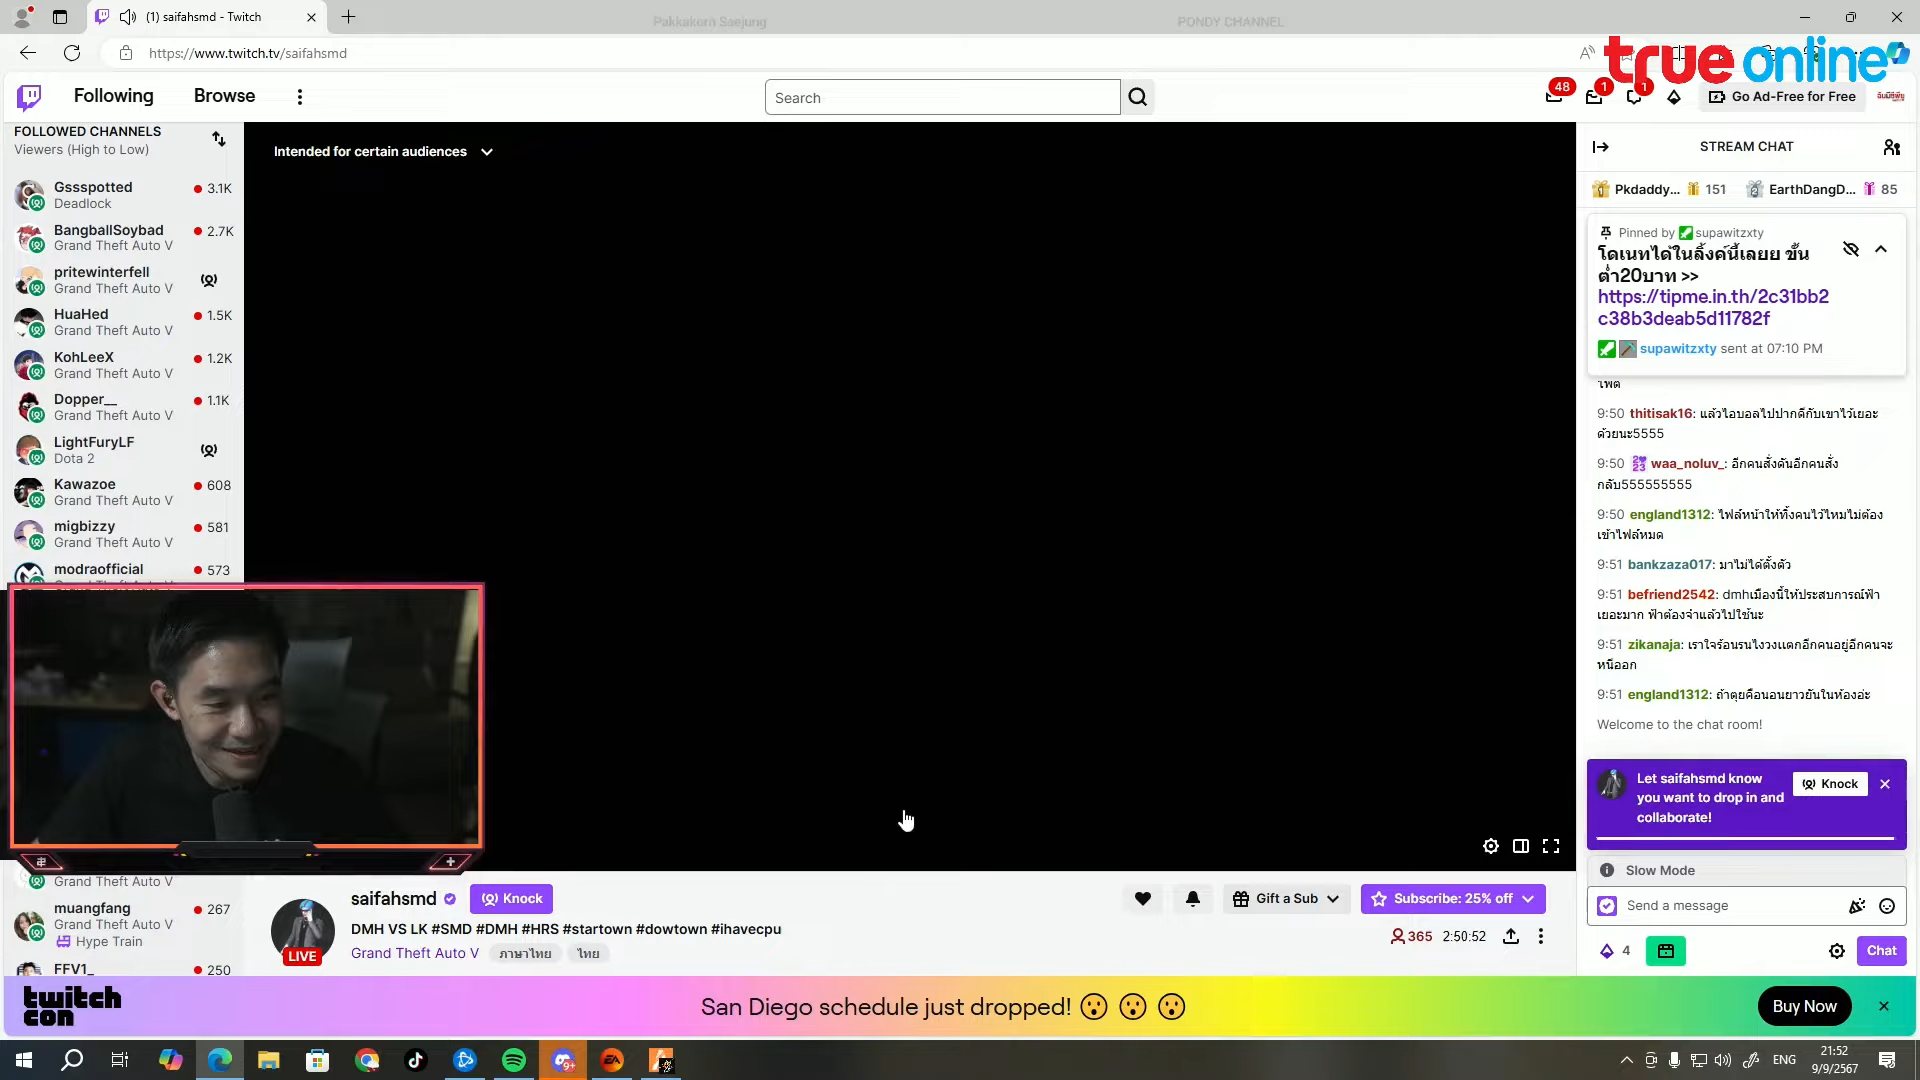 (1) saifahsmd - Twitch
Pakkakorn Saejung
PONDY CHANNEL
https://www.twitch.tv/saifahsmd
true online
Following
Browse
Search
48
1
1
Go Ad-Free for Free
FOLLOWED CHANNELS
Viewers (High to Low)
Gssspotted
3.1K
Deadlock
BangballSoybad
2.7K
Grand Theft Auto V
pritewinterfell
Grand Theft Auto V
HuaHed
1.5K
Grand Theft Auto V
KohLeeX
1.2K
Grand Theft Auto V
Dopper__
1.1K
Grand Theft Auto V
LightFuryLF
Dota 2
Kawazoe
608
Grand Theft Auto V
migbizzy
581
Grand Theft Auto V
modraofficial
573
Grand Theft Auto V
muangfang
267
Grand Theft Auto V
Hype Train
FFV1_
250
Intended for certain audiences
STREAM CHAT
Pkdaddy... 151
EarthDangD... 85
Pinned by supawitzxty
โดเนทได้ในลิ้งค์นี้เลยย ขั้น
ต่ำ20บาท >>
https://tipme.in.th/2c31bb2
c38b3deab5d11782f
supawitzxty sent at 07:10 PM
ไฟต์
9:50 thitisak16: แล้วไอบอลไปปากดีกับเขาไว้เยอะ
ด้วยนะ5555
9:50 waa_noluv_: อีกคนสั่งดันอีกคนสั่ง
กลับ555555555
9:50 england1312: ไฟล์หน้าให้ทิ้งคนไว้ไหมไม่ต้อง
เข้าไฟล์หมด
9:51 bankzaza017: มาไม่ได้ตั้งตัว
9:51 befriend2542: dmhเมืองนี้ให้ประสบการณ์ฟ้า
เยอะมาก ฟ้าต้องจำแล้วไปใช้นะ
9:51 zikanaja: เราใจร้อนรนไงวงแตกอีกคนอยู่อีกคนจะ
หนีออก
9:51 england1312: ถ้าตุยคือนอนยาวยันในห้องอ่ะ
Welcome to the chat room!
Let saifahsmd know
you want to drop in and
collaborate!
Knock
Slow Mode
Send a message
4
Chat
saifahsmd
Knock
Gift a Sub
Subscribe: 25% off
DMH VS LK #SMD #DMH #HRS #startown #dowtown #ihavecpu
Grand Theft Auto V
ภาษาไทย
ไทย
LIVE
365
2:50:52
twitch
con
San Diego schedule just dropped!
Buy Now
9+
EA
ENG
21:52
9/9/2567